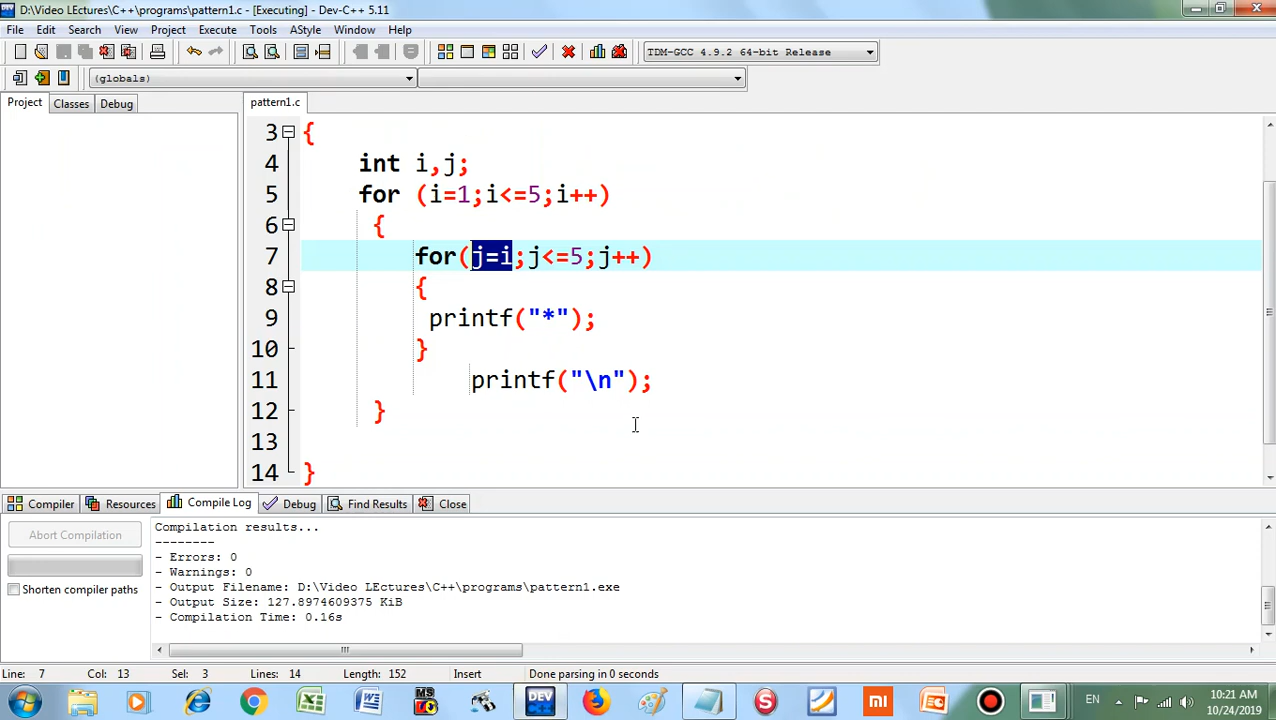 D:\Video LEctures\C++\programs\pattern1.c - [Executing] - Dev-C++ 5.11
File Edit Search View Project Execute Tools AStyle Window Help
TDM-GCC 4.9.2 64-bit Release
(globals)
Project Classes Debug
pattern1.c
3 {
4 int i,j;
5 for (i=1;i<=5;i++)
6 {
7 for(j=i;j<=5;j++)
8 {
9 printf("*");
10 }
11 printf("\n");
12 }
13
14 }
Compiler Resources Compile Log Debug Find Results Close
Abort Compilation
Shorten compiler paths
Compilation results...
--------
- Errors: 0
- Warnings: 0
- Output Filename: D:\Video LEctures\C++\programs\pattern1.exe
- Output Size: 127.8974609375 KiB
- Compilation Time: 0.16s
Line: 7 Col: 13 Sel: 3 Lines: 14 Length: 152 Insert Done parsing in 0 seconds
DEV
EN
10:21 AM
10/24/2019